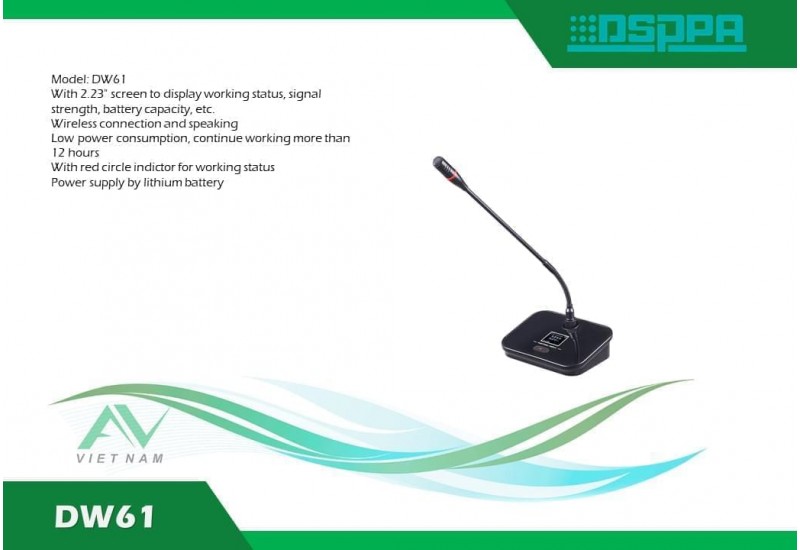 DSPPA
Model: DW61
With 2.23" screen to display working status, signal
strength, battery capacity, etc.
Wireless connection and speaking
Low power consumption, continue working more than
12 hours
With red circle indictor for working status
Power supply by lithium battery
AV
VIETNAM
DW61